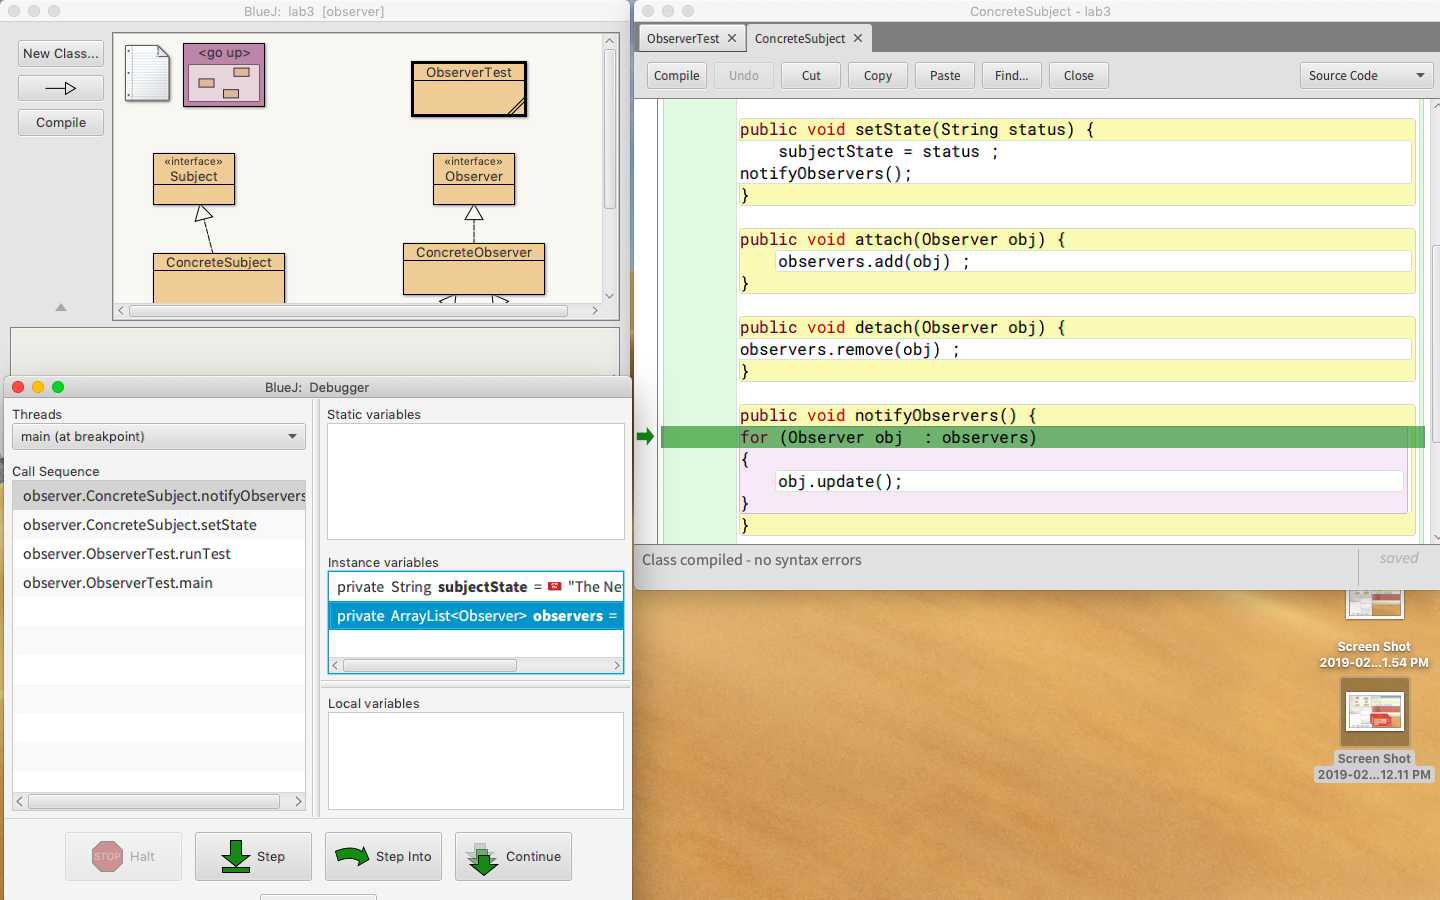 BlueJ:  lab3  [observer]
New Class...
Compile
<go up>
ObserverTest
«interface»
Subject
«interface»
Observer
ConcreteSubject
ConcreteObserver
BlueJ:  Debugger
Threads
main (at breakpoint)
Call Sequence
observer.ConcreteSubject.notifyObservers
observer.ConcreteSubject.setState
observer.ObserverTest.runTest
observer.ObserverTest.main
Static variables
Instance variables
private  String  subjectState  =  "The Ne
private  ArrayList<Observer>  observers  =
Local variables
STOP
Halt
Step
Step Into
Continue
ConcreteSubject - lab3
ObserverTest
ConcreteSubject
Compile
Undo
Cut
Copy
Paste
Find...
Close
Source Code
public void setState(String status) {
    subjectState = status ;
notifyObservers();
}
public void attach(Observer obj) {
    observers.add(obj) ;
}
public void detach(Observer obj) {
observers.remove(obj) ;
}
public void notifyObservers() {
for (Observer obj  : observers)
{
    obj.update();
}
}
Class compiled - no syntax errors
saved
Screen Shot
2019-02...1.54 PM
Screen Shot
2019-02...12.11 PM